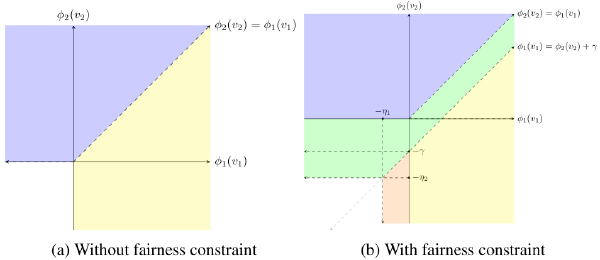 ϕ₂(v₂)
ϕ₂(v₂) = ϕ₁(v₁)
ϕ₁(v₁)
(a) Without fairness constraint
ϕ₂(v₂)
ϕ₂(v₂) = ϕ₁(v₁)
ϕ₁(v₁) = ϕ₂(v₂) + γ
−η₁
ϕ₁(v₁)
−γ
−η₂
(b) With fairness constraint